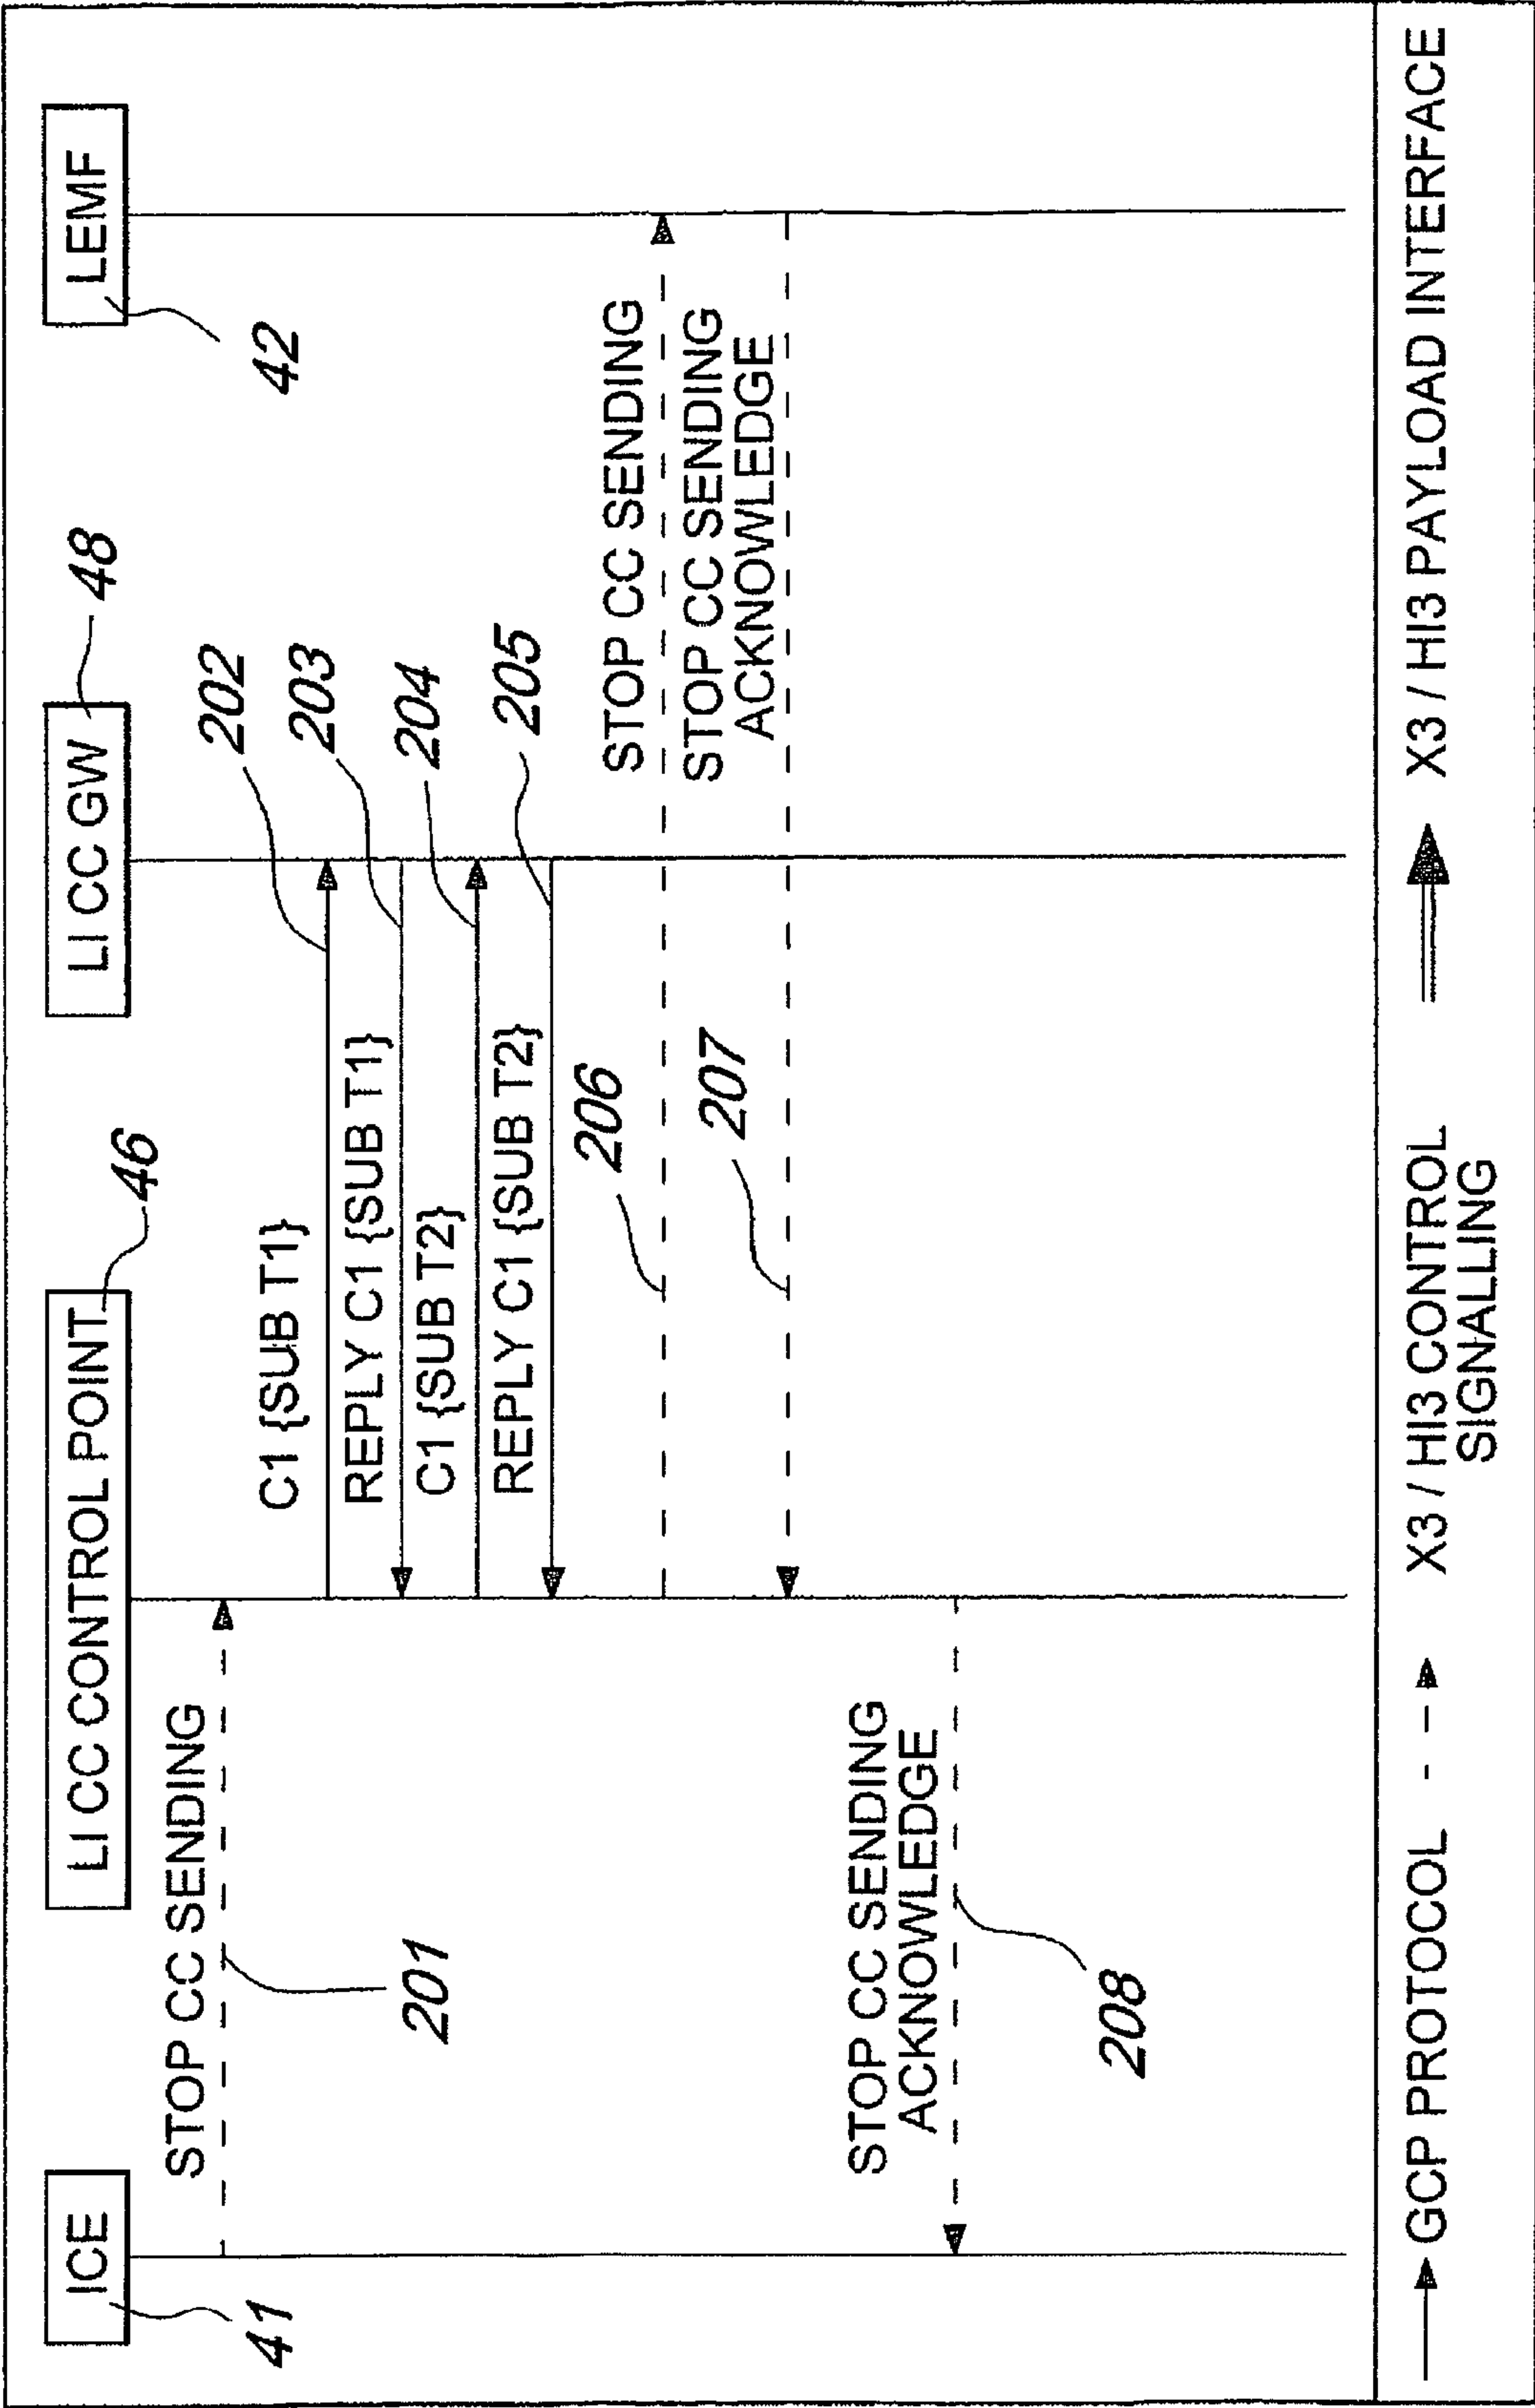 ICE
41
LI CC CONTROL POINT
46
LI CC GW
48
LEMF
42
STOP CC SENDING
201
C1 {SUB T1}
202
REPLY C1 {SUB T1}
203
C1 {SUB T2}
204
REPLY C1 {SUB T2}
205
206
STOP CC SENDING
207
STOP CC SENDING
ACKNOWLEDGE
STOP CC SENDING
ACKNOWLEDGE
208
GCP PROTOCOL
X3 / HI3 CONTROL
SIGNALLING
X3 / HI3 PAYLOAD INTERFACE